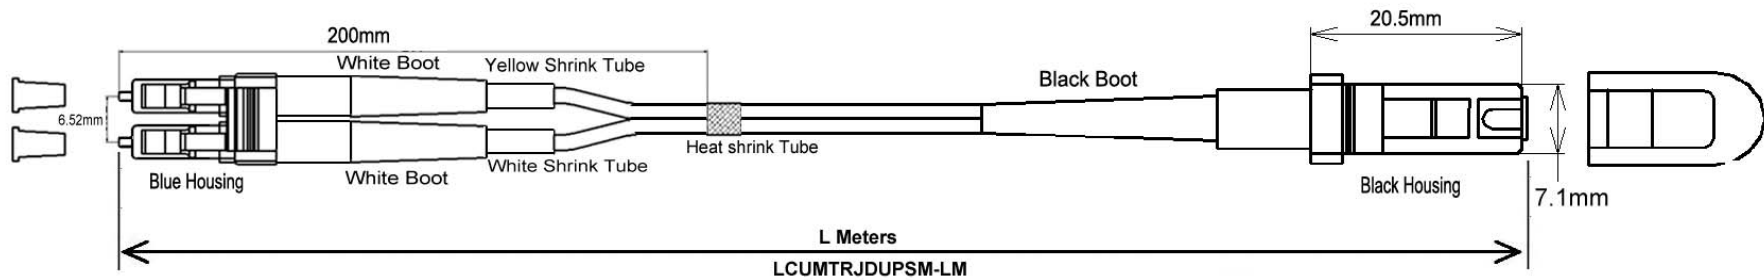 20.5mm
200mm
White Boot
Yellow Shrink Tube
Black Boot
6.52mm
Heat shrink Tube
White Shrink Tube
Blue Housing
White Boot
Black Housing
7.1mm
L Meters
LCUMTRJDUPSM-LM